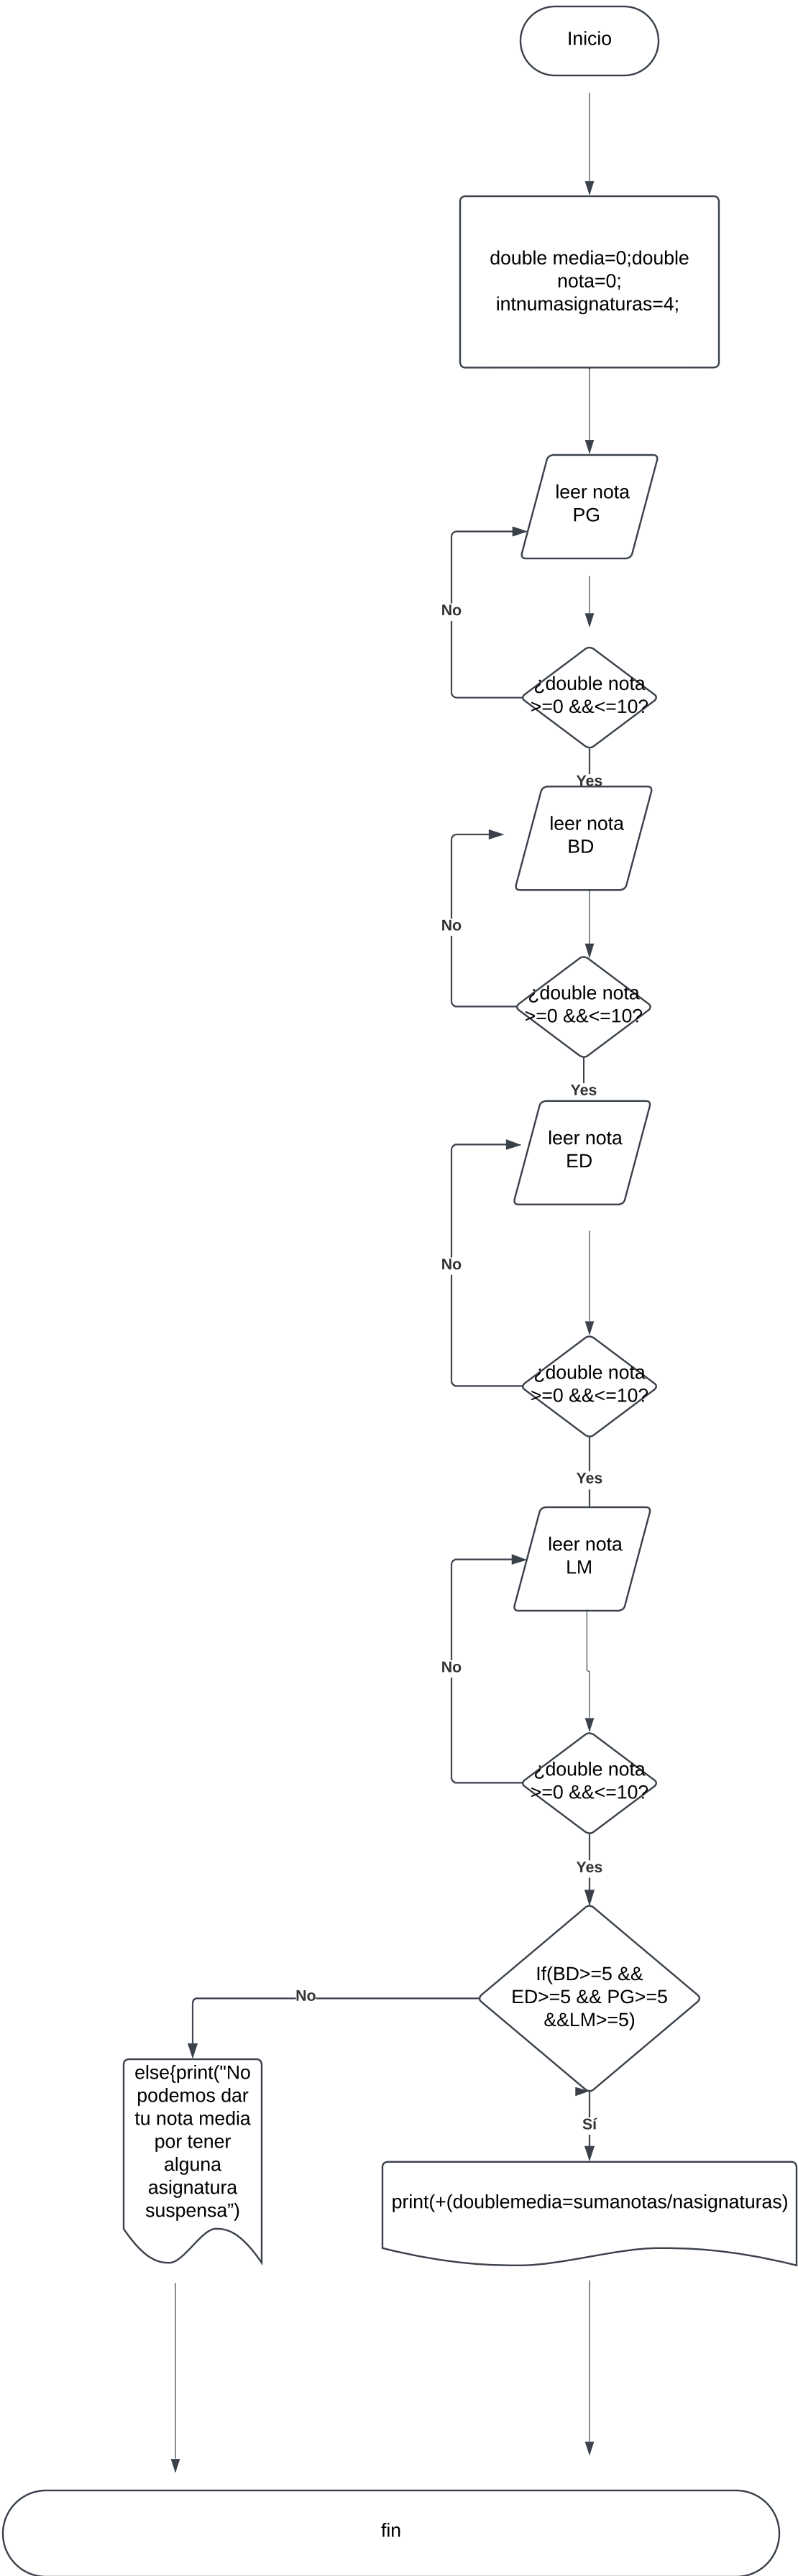 Inicio
double media=0;double
nota=0;
intnumasignaturas=4;
leer nota
PG
No
¿double nota
>=0 &&<=10?
Yes
leer nota
BD
No
¿double nota
>=0 &&<=10?
Yes
leer nota
ED
No
¿double nota
>=0 &&<=10?
Yes
leer nota
LM
No
¿double nota
>=0 &&<=10?
Yes
If(BD>=5 &&
ED>=5 && PG>=5
&&LM>=5)
No
else{print("No
podemos dar
tu nota media
por tener
alguna
asignatura
suspensa”)
Sí
print(+(doublemedia=sumanotas/nasignaturas)
fin